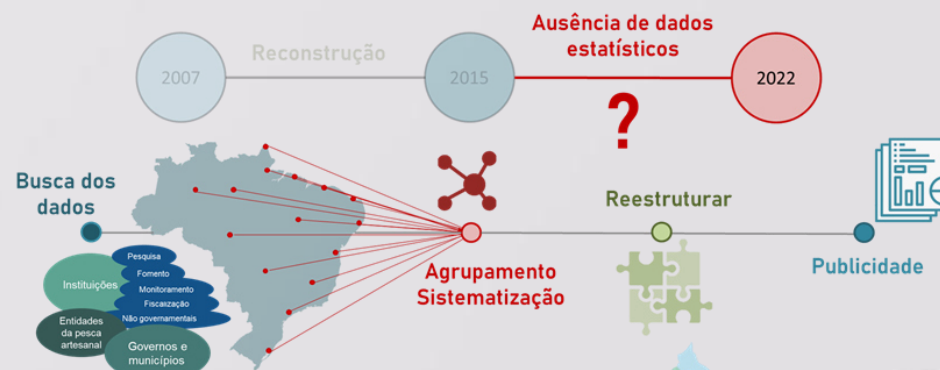 Ausência de dados
estatísticos
2007
Reconstrução
2015
2022
?
Busca dos
dados
Reestruturar
Publicidade
Agrupamento
Sistematização
Pesquisa
Fomento
Instituições
Monitoramento
Fiscalização
Não governamentais
Entidades
da pesca
artesanal
Governos e
municípios